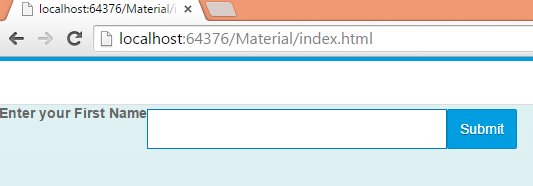 localhost:64376/Material/i
localhost:64376/Material/index.html
Enter your First Name
Submit